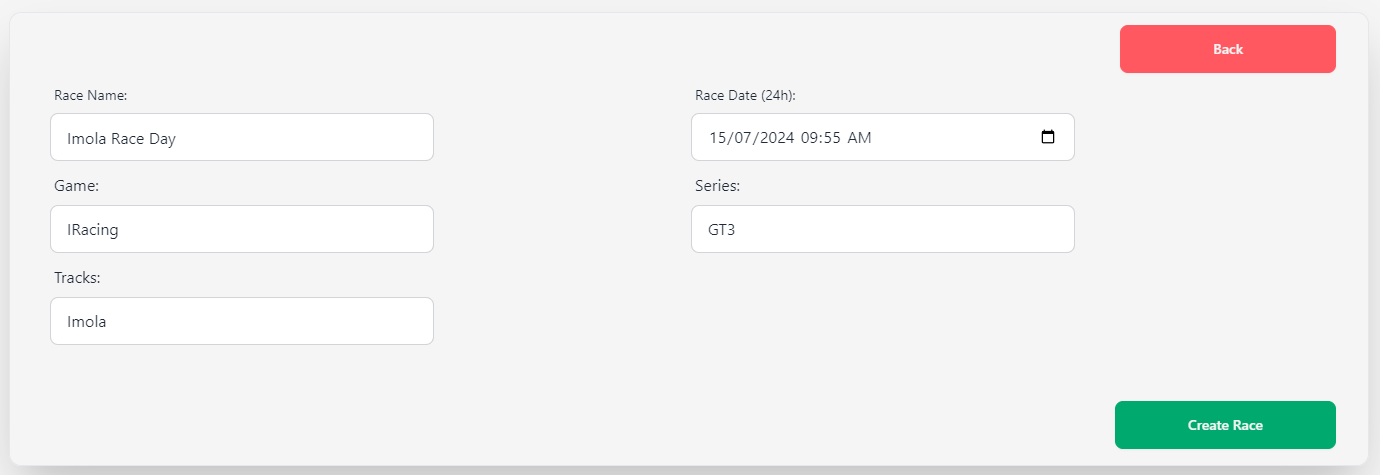 Back
Race Name:
Race Date (24h):
Imola Race Day
15/07/2024 09:55 AM
Game:
Series:
IRacing
GT3
Tracks:
Imola
Create Race